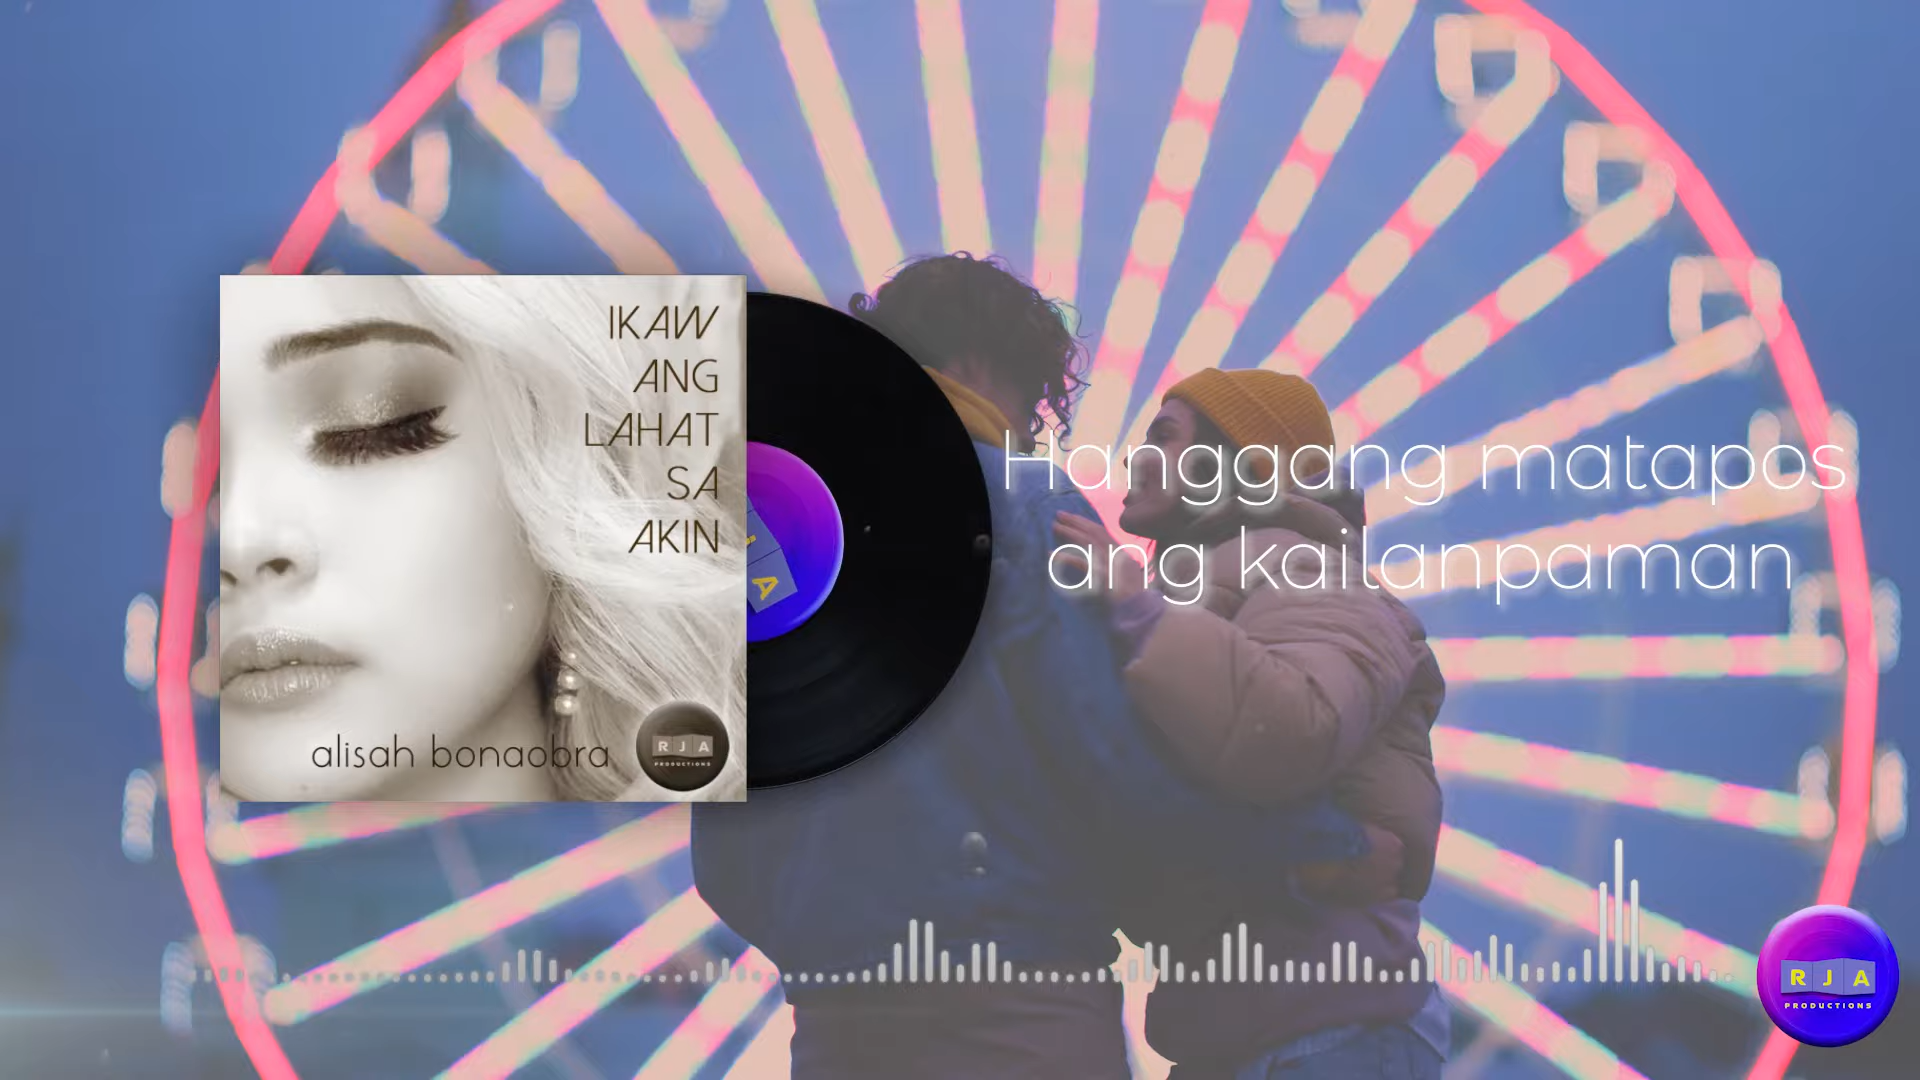 IKAW
ANG
LAHAT
SA
AKIN
alisah bonaobra
RJA
PRODUCTIONS
A
Hanggang matapos
ang kailanpaman
RJA
PRODUCTIONS